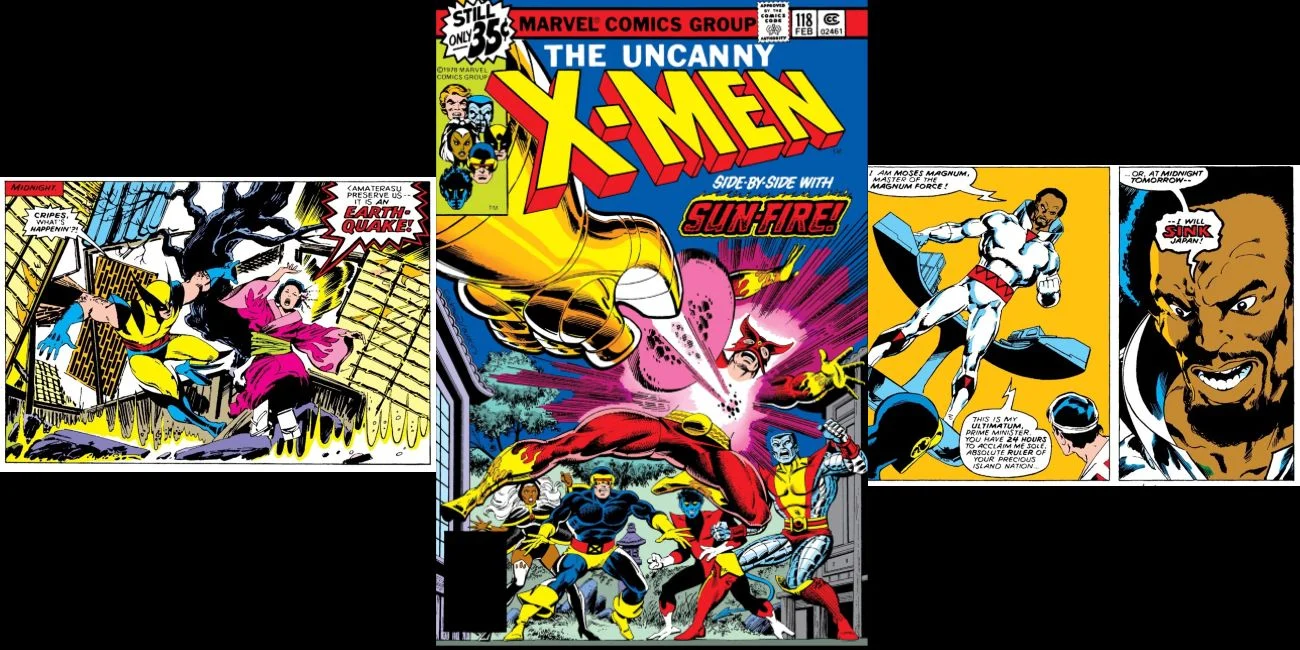 MIDNIGHT.
CRIPES,
WHAT'S
HAPPENIN'?!
<AMATERASU
PRESERVE US--
IT IS AN
EARTH-
QUAKE!
STILL
ONLY 35¢
MARVEL® COMICS GROUP
APPROVED
BY THE
COMICS
CODE
AUTHORITY
118
FEB
CC
02461
©1978 MARVEL
COMICS GROUP
THE UNCANNY
X-MEN
TM
TM
SIDE-BY-SIDE WITH
SUN-FIRE!
I AM MOSES MAGNUM,
MASTER OF THE
MAGNUM FORCE!
THIS IS MY
ULTIMATUM,
PRIME MINISTER.
YOU HAVE 24 HOURS
TO ACCLAIM ME SOLE,
ABSOLUTE RULER OF
YOUR PRECIOUS
ISLAND NATION...
...OR, AT MIDNIGHT
TOMORROW--
--I WILL
SINK
JAPAN!